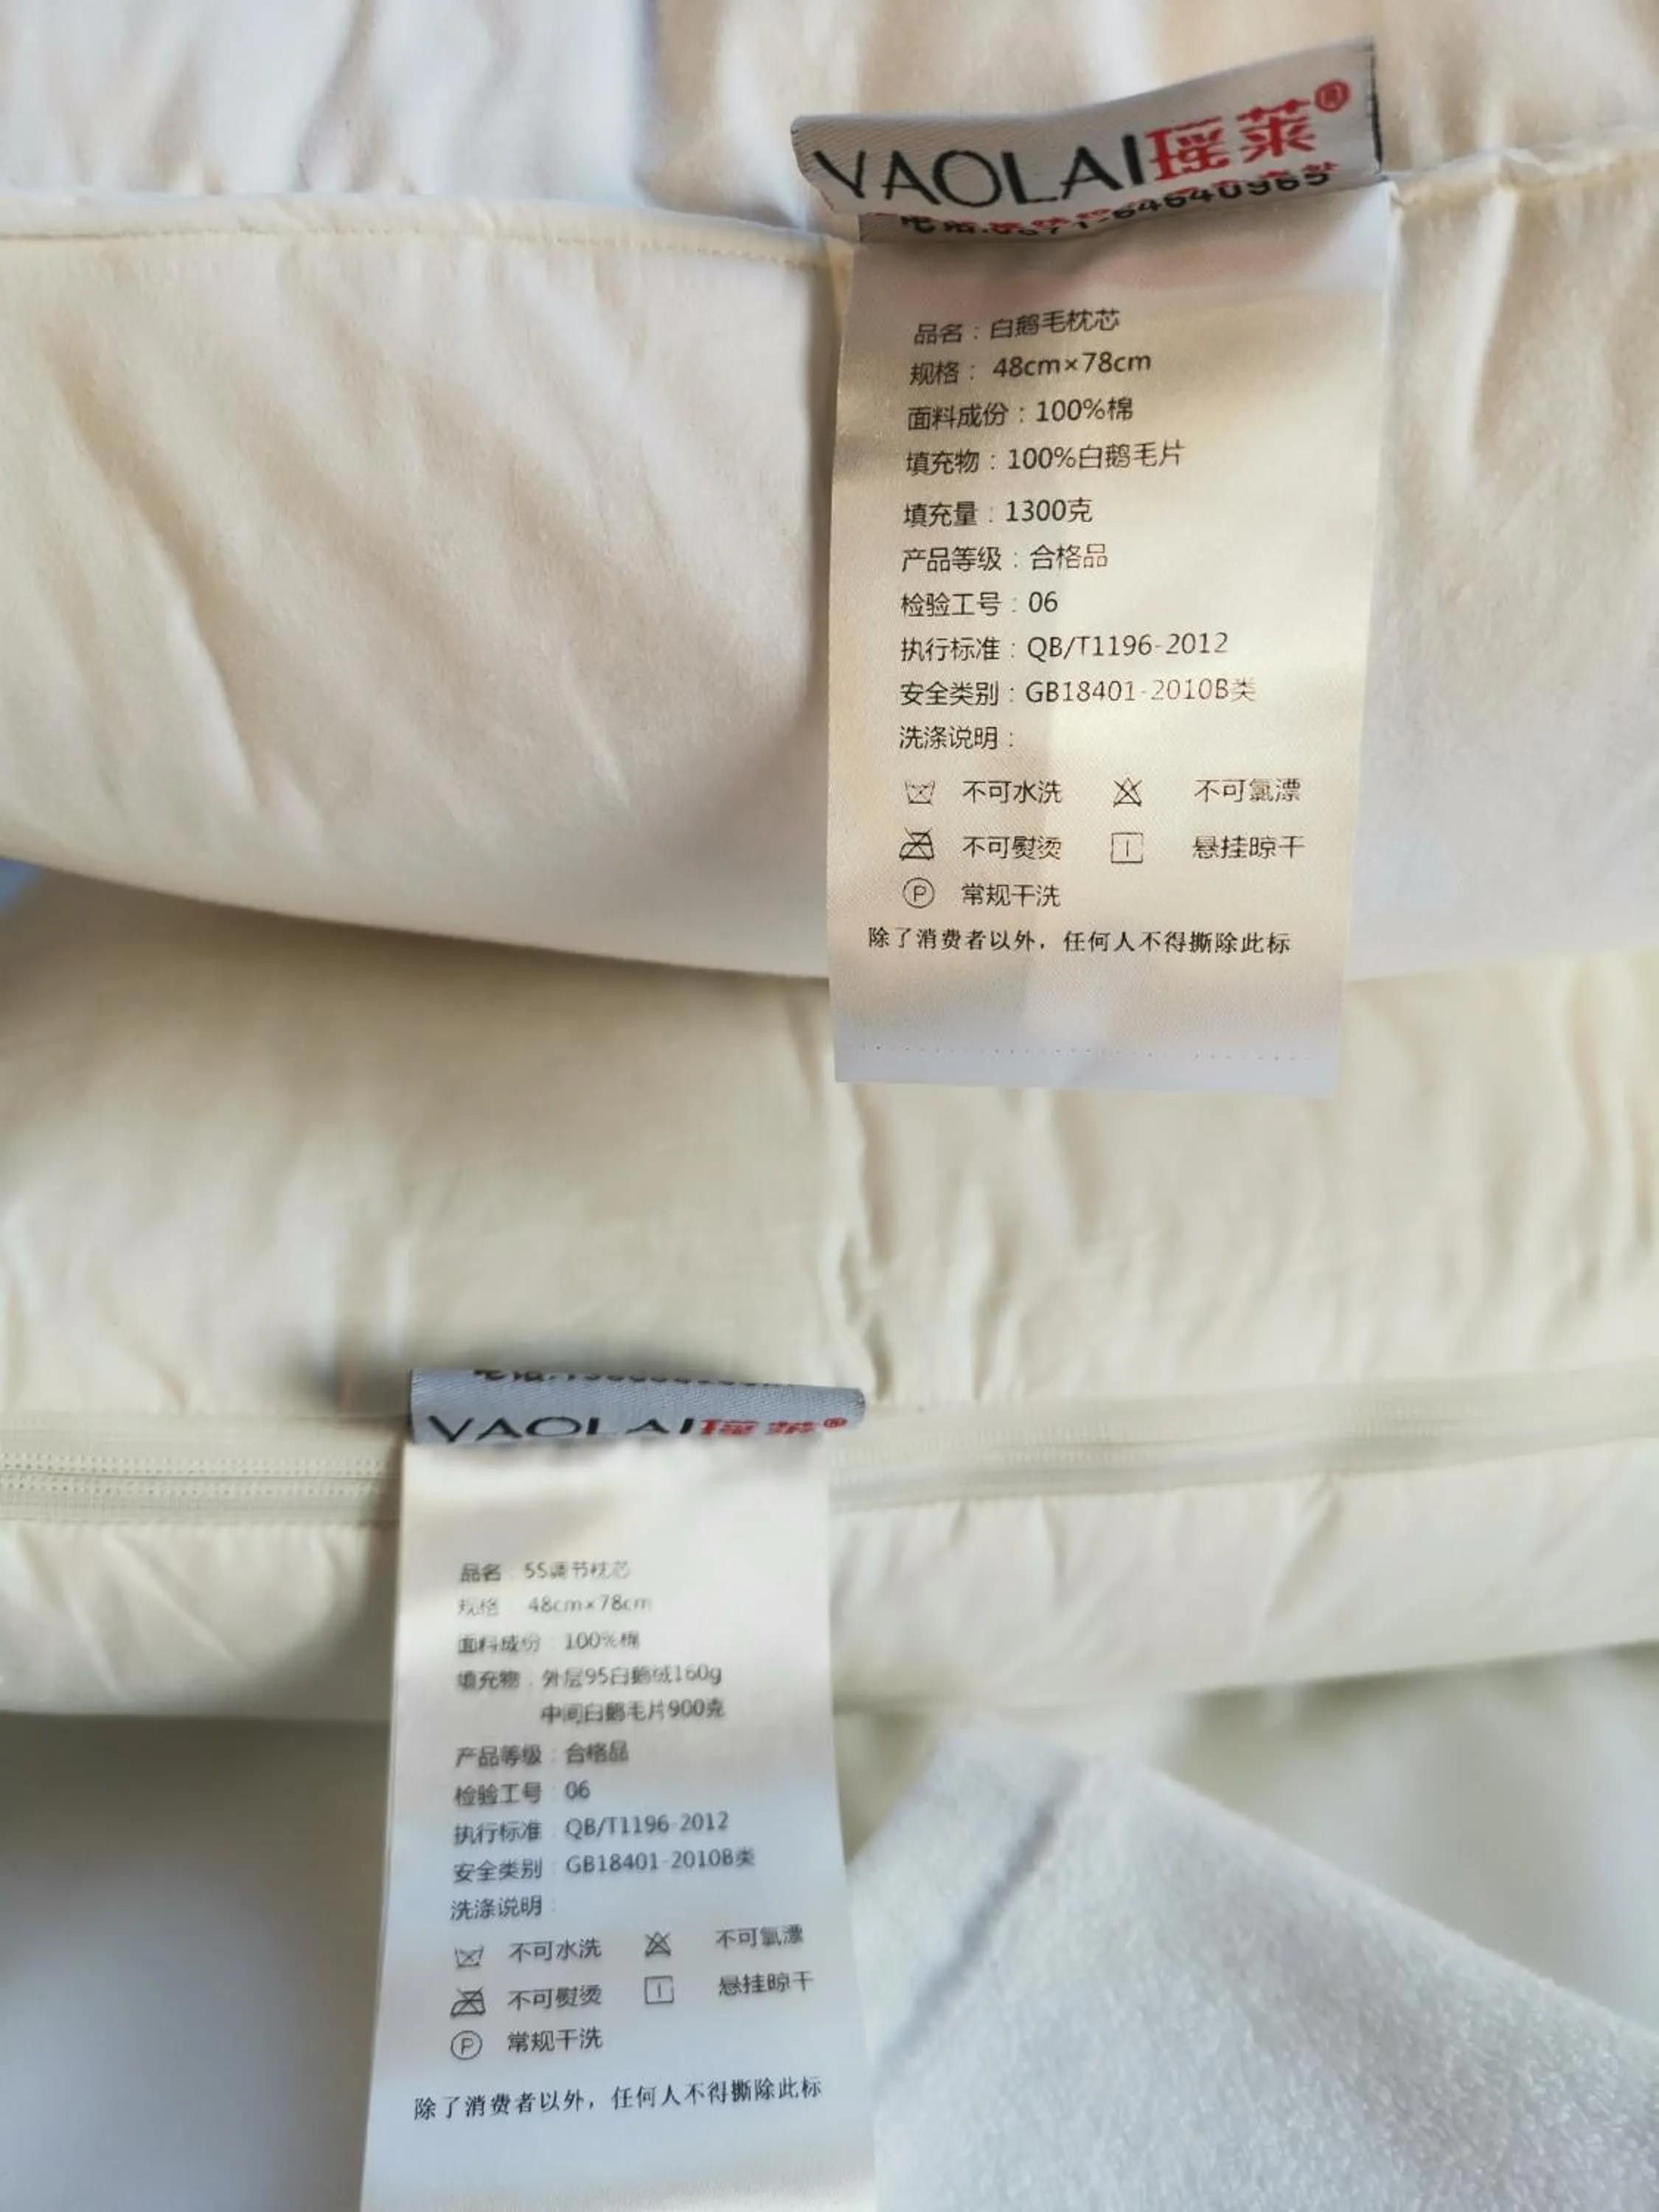 YAOLAI瑶莱®
品名：白鹅毛枕芯
规格： 48cm×78cm
面料成份：100%棉
填充物：100%白鹅毛片
填充量：1300克
产品等级：合格品
检验工号：06
执行标准：QB/T1196-2012
安全类别：GB18401-2010B类
洗涤说明：
不可水洗 不可氯漂
不可熨烫 悬挂晾干
Ⓟ 常规干洗
除了消费者以外，任何人不得撕除此标
YAOLAI瑶莱®
品名：5S调节枕芯
规格： 48cm×78cm
面料成份：100%棉
填充物：外层95白鹅绒160g
中间白鹅毛片900克
产品等级：合格品
检验工号：06
执行标准：QB/T1196-2012
安全类别：GB18401-2010B类
洗涤说明：
不可水洗 不可氯漂
不可熨烫 悬挂晾干
Ⓟ 常规干洗
除了消费者以外，任何人不得撕除此标